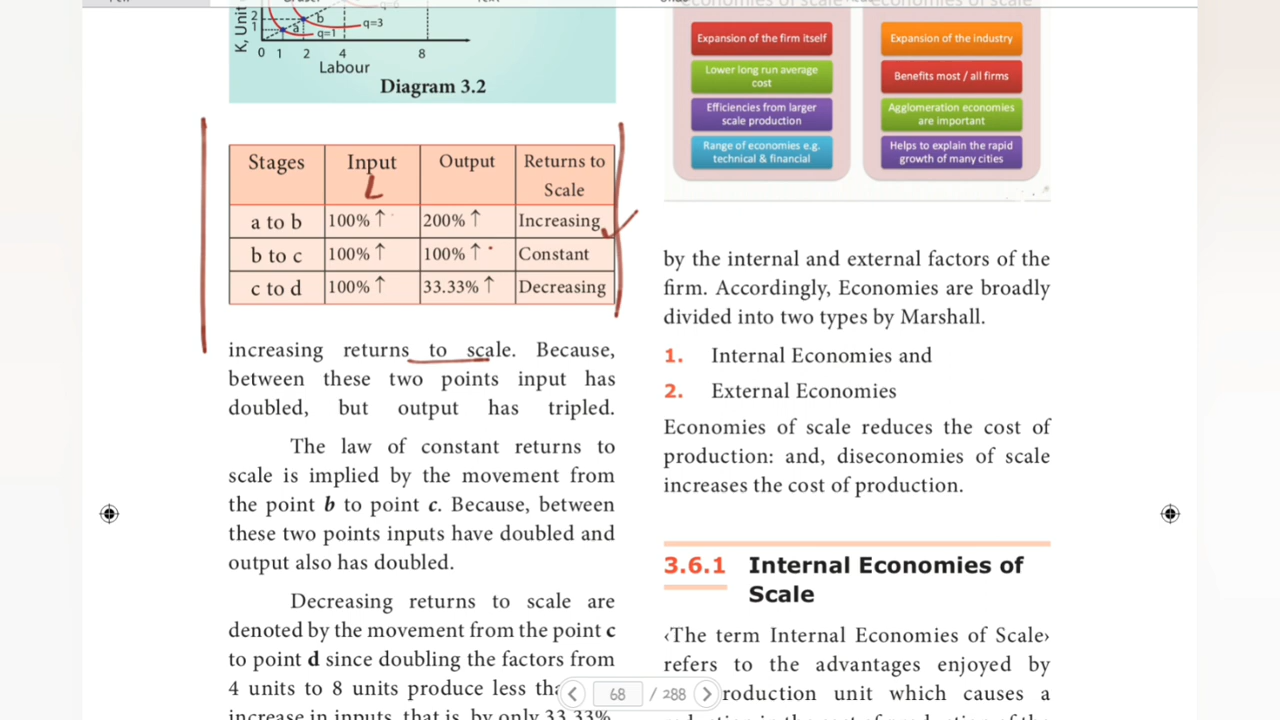 K, Unit
2
1
a
b
q=1
q=3
q=6
0 1 2 4 8
Labour
Diagram 3.2
Stages Input Output Returns to Scale
L
a to b 100% ↑ 200% ↑ Increasing
b to c 100% ↑ 100% ↑ Constant
c to d 100% ↑ 33.33% ↑ Decreasing
increasing returns to scale. Because,
between these two points input has
doubled, but output has tripled.
The law of constant returns to
scale is implied by the movement from
the point b to point c. Because, between
these two points inputs have doubled and
output also has doubled.
Decreasing returns to scale are
denoted by the movement from the point c
to point d since doubling the factors from
4 units to 8 units produce less
increase in inputs, that is, by only 33.33%
economies of scale
economies of scale
Expansion of the firm itself
Lower long run average
cost
Efficiencies from larger
scale production
Range of economies e.g.
technical & financial
Expansion of the industry
Benefits most / all firms
Agglomeration economies
are important
Helps to explain the rapid
growth of many cities
by the internal and external factors of the
firm. Accordingly, Economies are broadly
divided into two types by Marshall.
1. Internal Economies and
2. External Economies
Economies of scale reduces the cost of
production: and, diseconomies of scale
increases the cost of production.
3.6.1 Internal Economies of
Scale
‹The term Internal Economies of Scale›
refers to the advantages enjoyed by
roduction unit which causes a
68 / 288